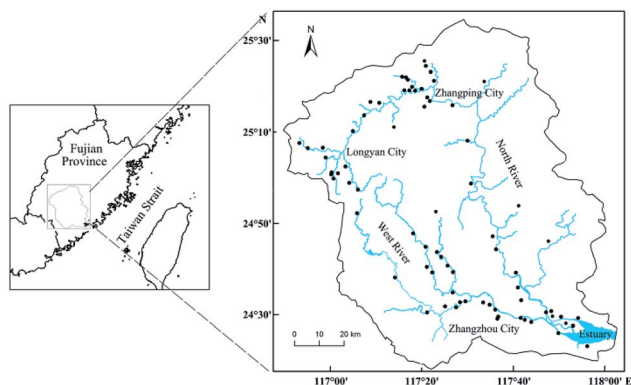 Fujian
Province
Taiwan Strait
N
25°30′
25°10′
24°50′
24°30′
N
Zhangping City
Longyan City
North River
West River
Zhangzhou City
Estuary
0 10 20 km
117°00′
117°20′
117°40′
118°00′ E